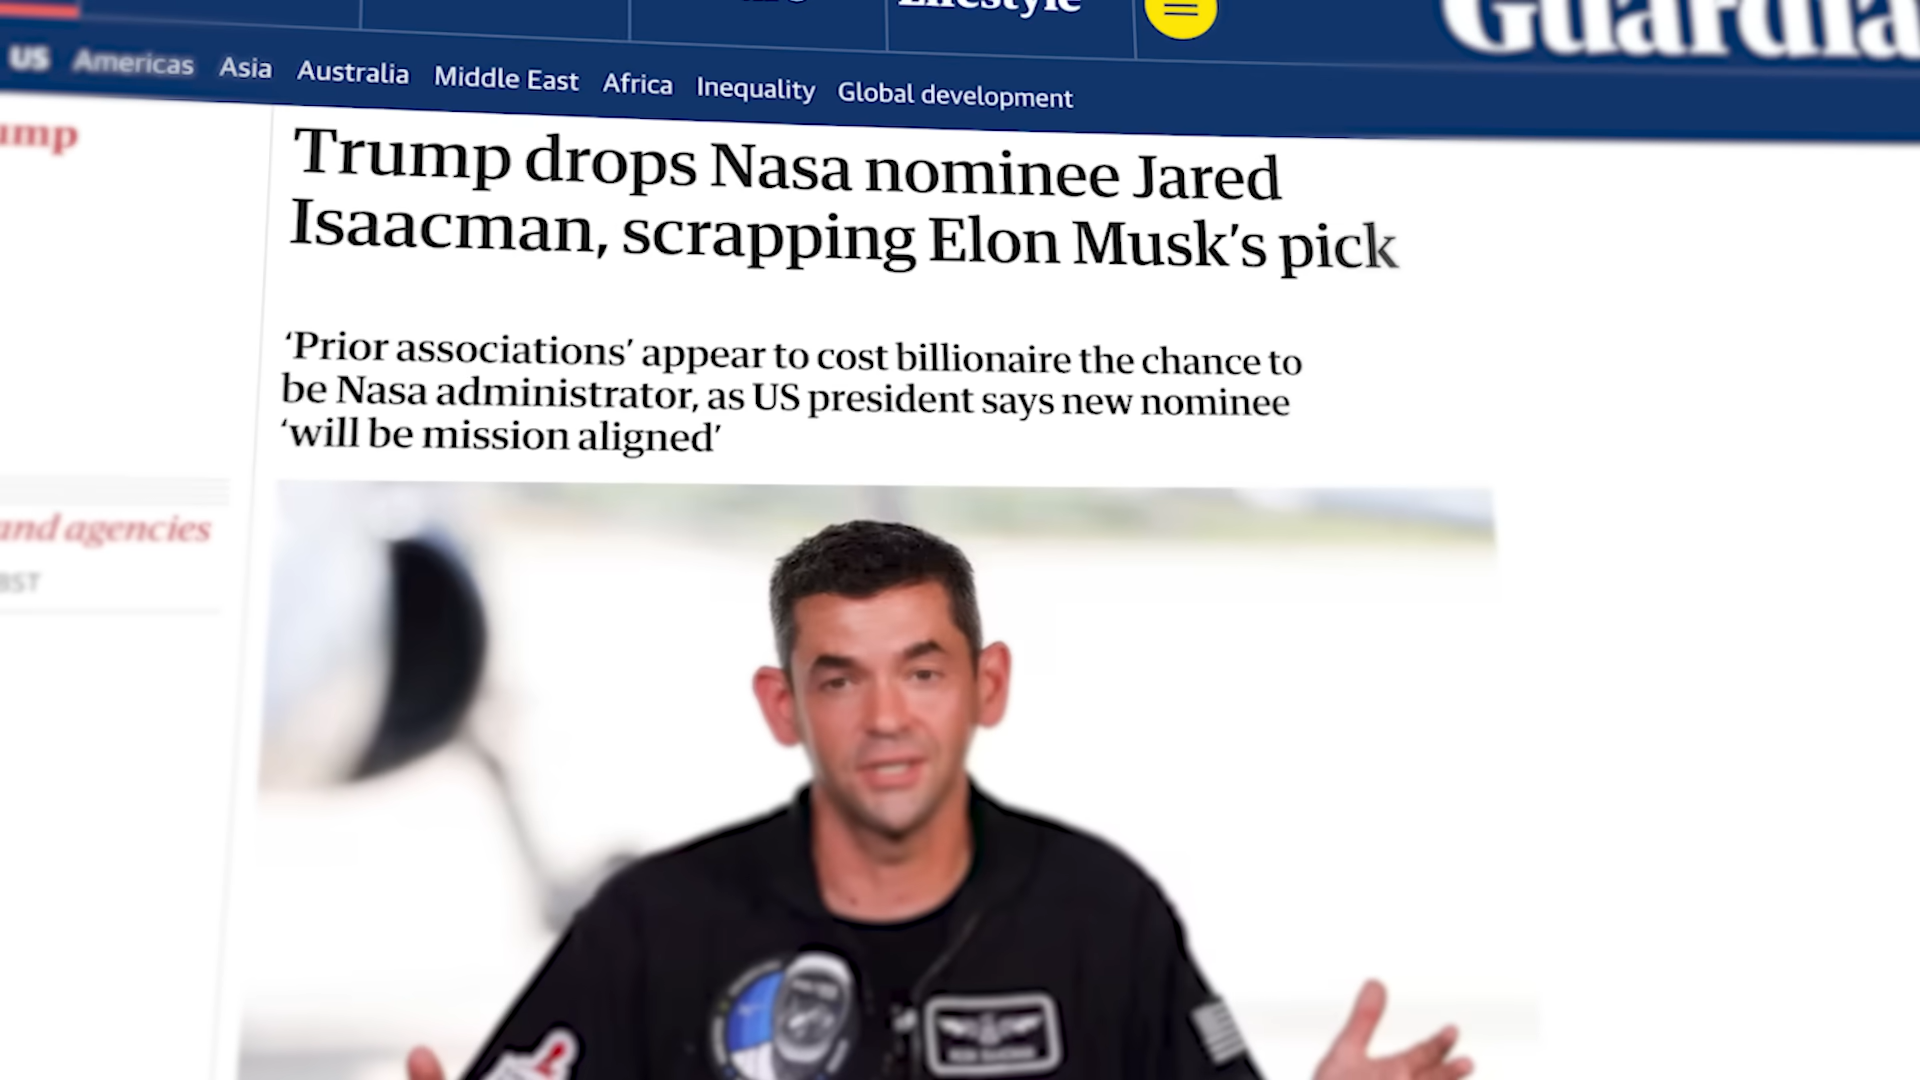 Lifestyle
Guardia
US Americas Asia Australia Middle East Africa Inequality Global development
ump
Trump drops Nasa nominee Jared
Isaacman, scrapping Elon Musk’s pick
‘Prior associations’ appear to cost billionaire the chance to
be Nasa administrator, as US president says new nominee
‘will be mission aligned’
and agencies
BST